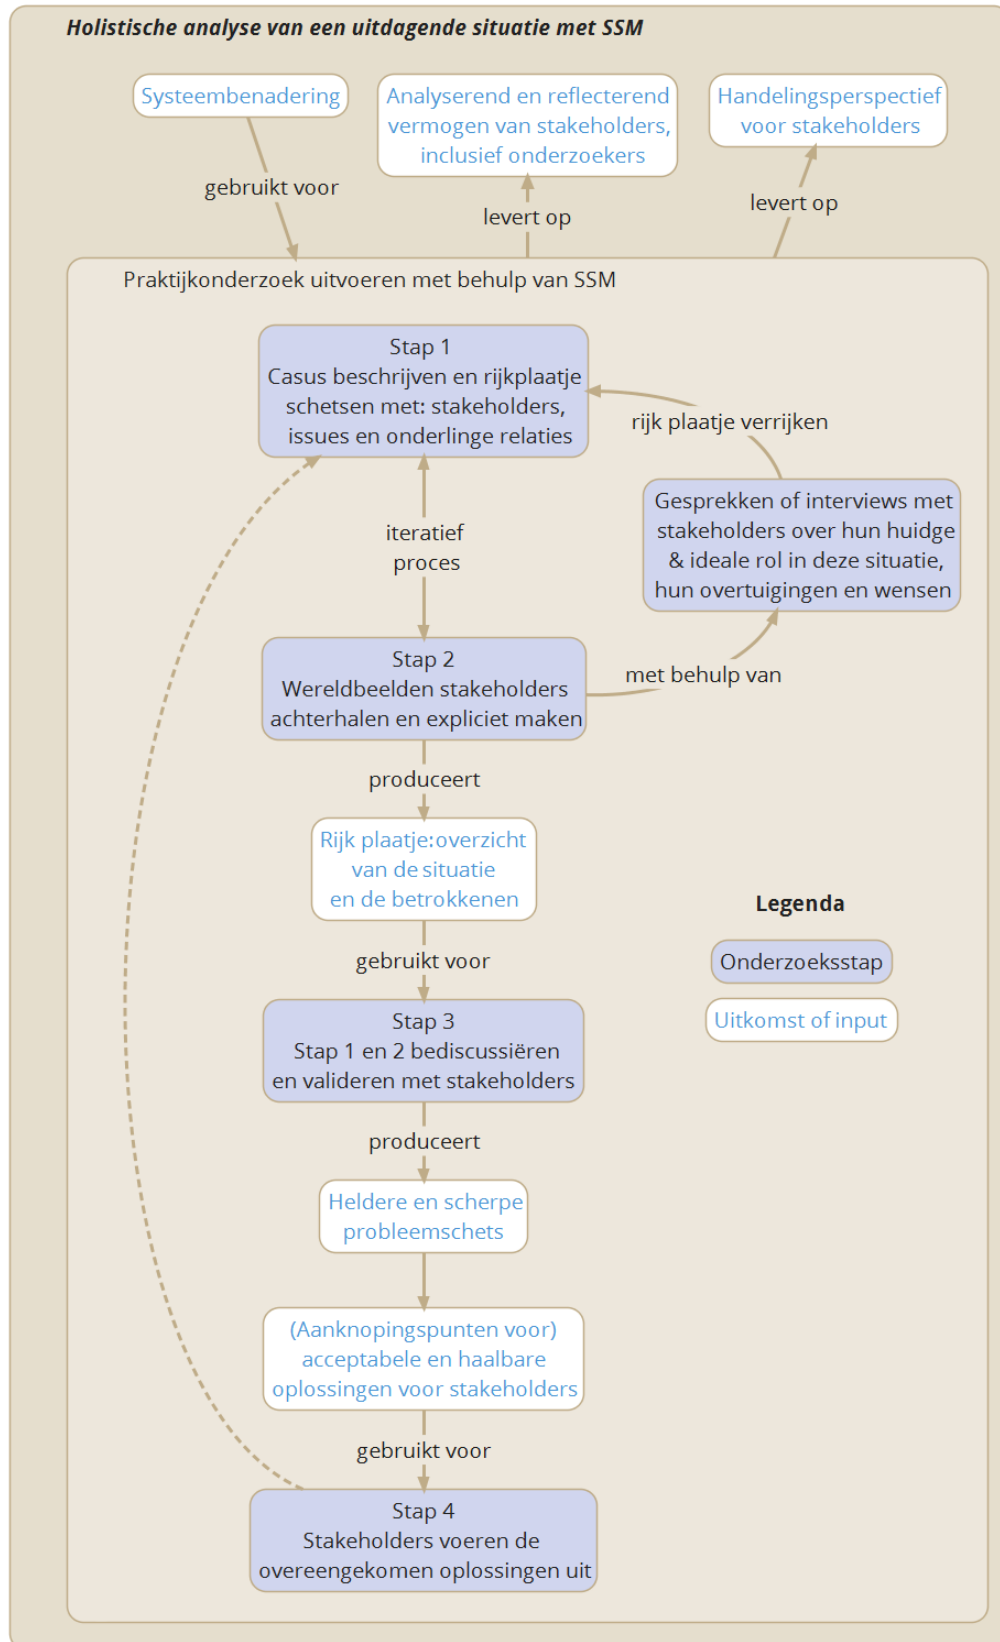 Holistische analyse van een uitdagende situatie met SSM
Systeembenadering
Analyserend en reflecterend
vermogen van stakeholders,
inclusief onderzoekers
Handelingsperspectief
voor stakeholders
gebruikt voor
levert op
levert op
Praktijkonderzoek uitvoeren met behulp van SSM
Stap 1
Casus beschrijven en rijkplaatje
schetsen met: stakeholders,
issues en onderlinge relaties
rijk plaatje verrijken
iteratief
proces
Gesprekken of interviews met
stakeholders over hun huidge
& ideale rol in deze situatie,
hun overtuigingen en wensen
Stap 2
Wereldbeelden stakeholders
achterhalen en expliciet maken
met behulp van
produceert
Rijk plaatje:overzicht
van de situatie
en de betrokkenen
gebruikt voor
Legenda
Onderzoeksstap
Uitkomst of input
Stap 3
Stap 1 en 2 bediscussiëren
en valideren met stakeholders
produceert
Heldere en scherpe
probleemschets
(Aanknopingspunten voor)
acceptabele en haalbare
oplossingen voor stakeholders
gebruikt voor
Stap 4
Stakeholders voeren de
overeengekomen oplossingen uit